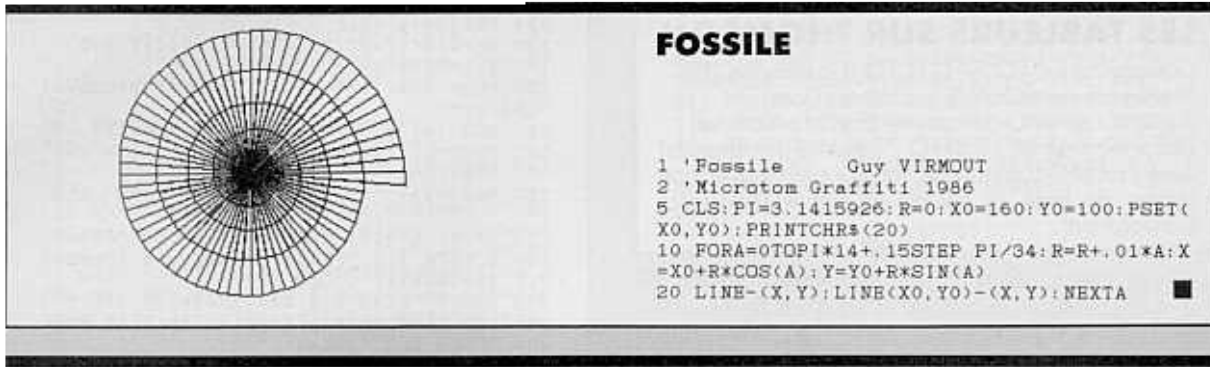 FOSSILE
1 'Fossile Guy VIRMOUT
2 'Microtom Graffiti 1986
5 CLS:PI=3.1415926:R=0:X0=160:Y0=100:PSET(
X0,Y0):PRINTCHR$(20)
10 FORA=0TOPI*14+.15STEP PI/34:R=R+.01*A:X
=X0+R*COS(A):Y=Y0+R*SIN(A)
20 LINE-(X,Y):LINE(X0,Y0)-(X,Y):NEXTA